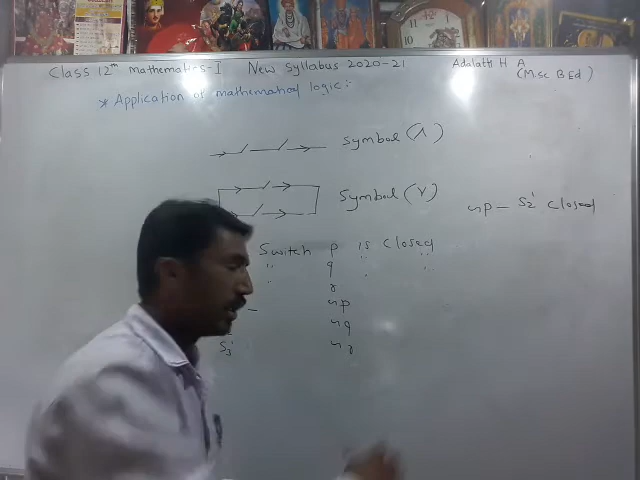 Class 12th mathematics-I New Syllabus 2020-21 Adalatti H A
(M.sc B Ed)
* Application of mathematical logic:-
Symbol (⋏)
Symbol (⋎)
~p – S2' closed
Switch p is closed
" q " "
" r
~p
~q
S3' ~r